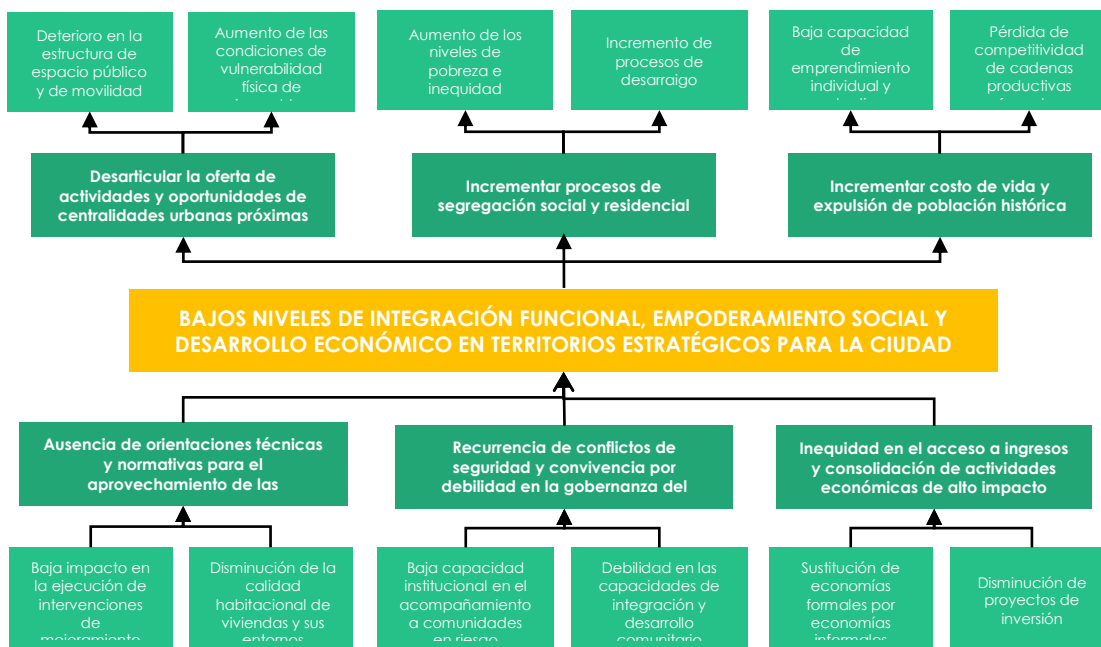 Deterioro en la
estructura de
espacio público
y de movilidad
Aumento de las
condiciones de
vulnerabilidad
física de
Aumento de los
niveles de
pobreza e
inequidad
Incremento de
procesos de
desarraigo
Baja capacidad
de
emprendimiento
individual y
Pérdida de
competitividad
de cadenas
productivas
Desarticular la oferta de
actividades y oportunidades de
centralidades urbanas próximas
Incrementar procesos de
segregación social y residencial
Incrementar costo de vida y
expulsión de población histórica
BAJOS NIVELES DE INTEGRACIÓN FUNCIONAL, EMPODERAMIENTO SOCIAL Y
DESARROLLO ECONÓMICO EN TERRITORIOS ESTRATÉGICOS PARA LA CIUDAD
Ausencia de orientaciones técnicas
y normativas para el
aprovechamiento de las
Recurrencia de conflictos de
seguridad y convivencia por
debilidad en la gobernanza del
Inequidad en el acceso a ingresos
y consolidación de actividades
económicas de alto impacto
Baja impacto en
la ejecución de
intervenciones
de
mejoramiento
Disminución de la
calidad
habitacional de
viviendas y sus
entornos
Baja capacidad
institucional en el
acompañamiento
a comunidades
en riesgo
Debilidad en las
capacidades de
integración y
desarrollo
comunitario
Sustitución de
economías
formales por
economías
informales
Disminución de
proyectos de
inversión